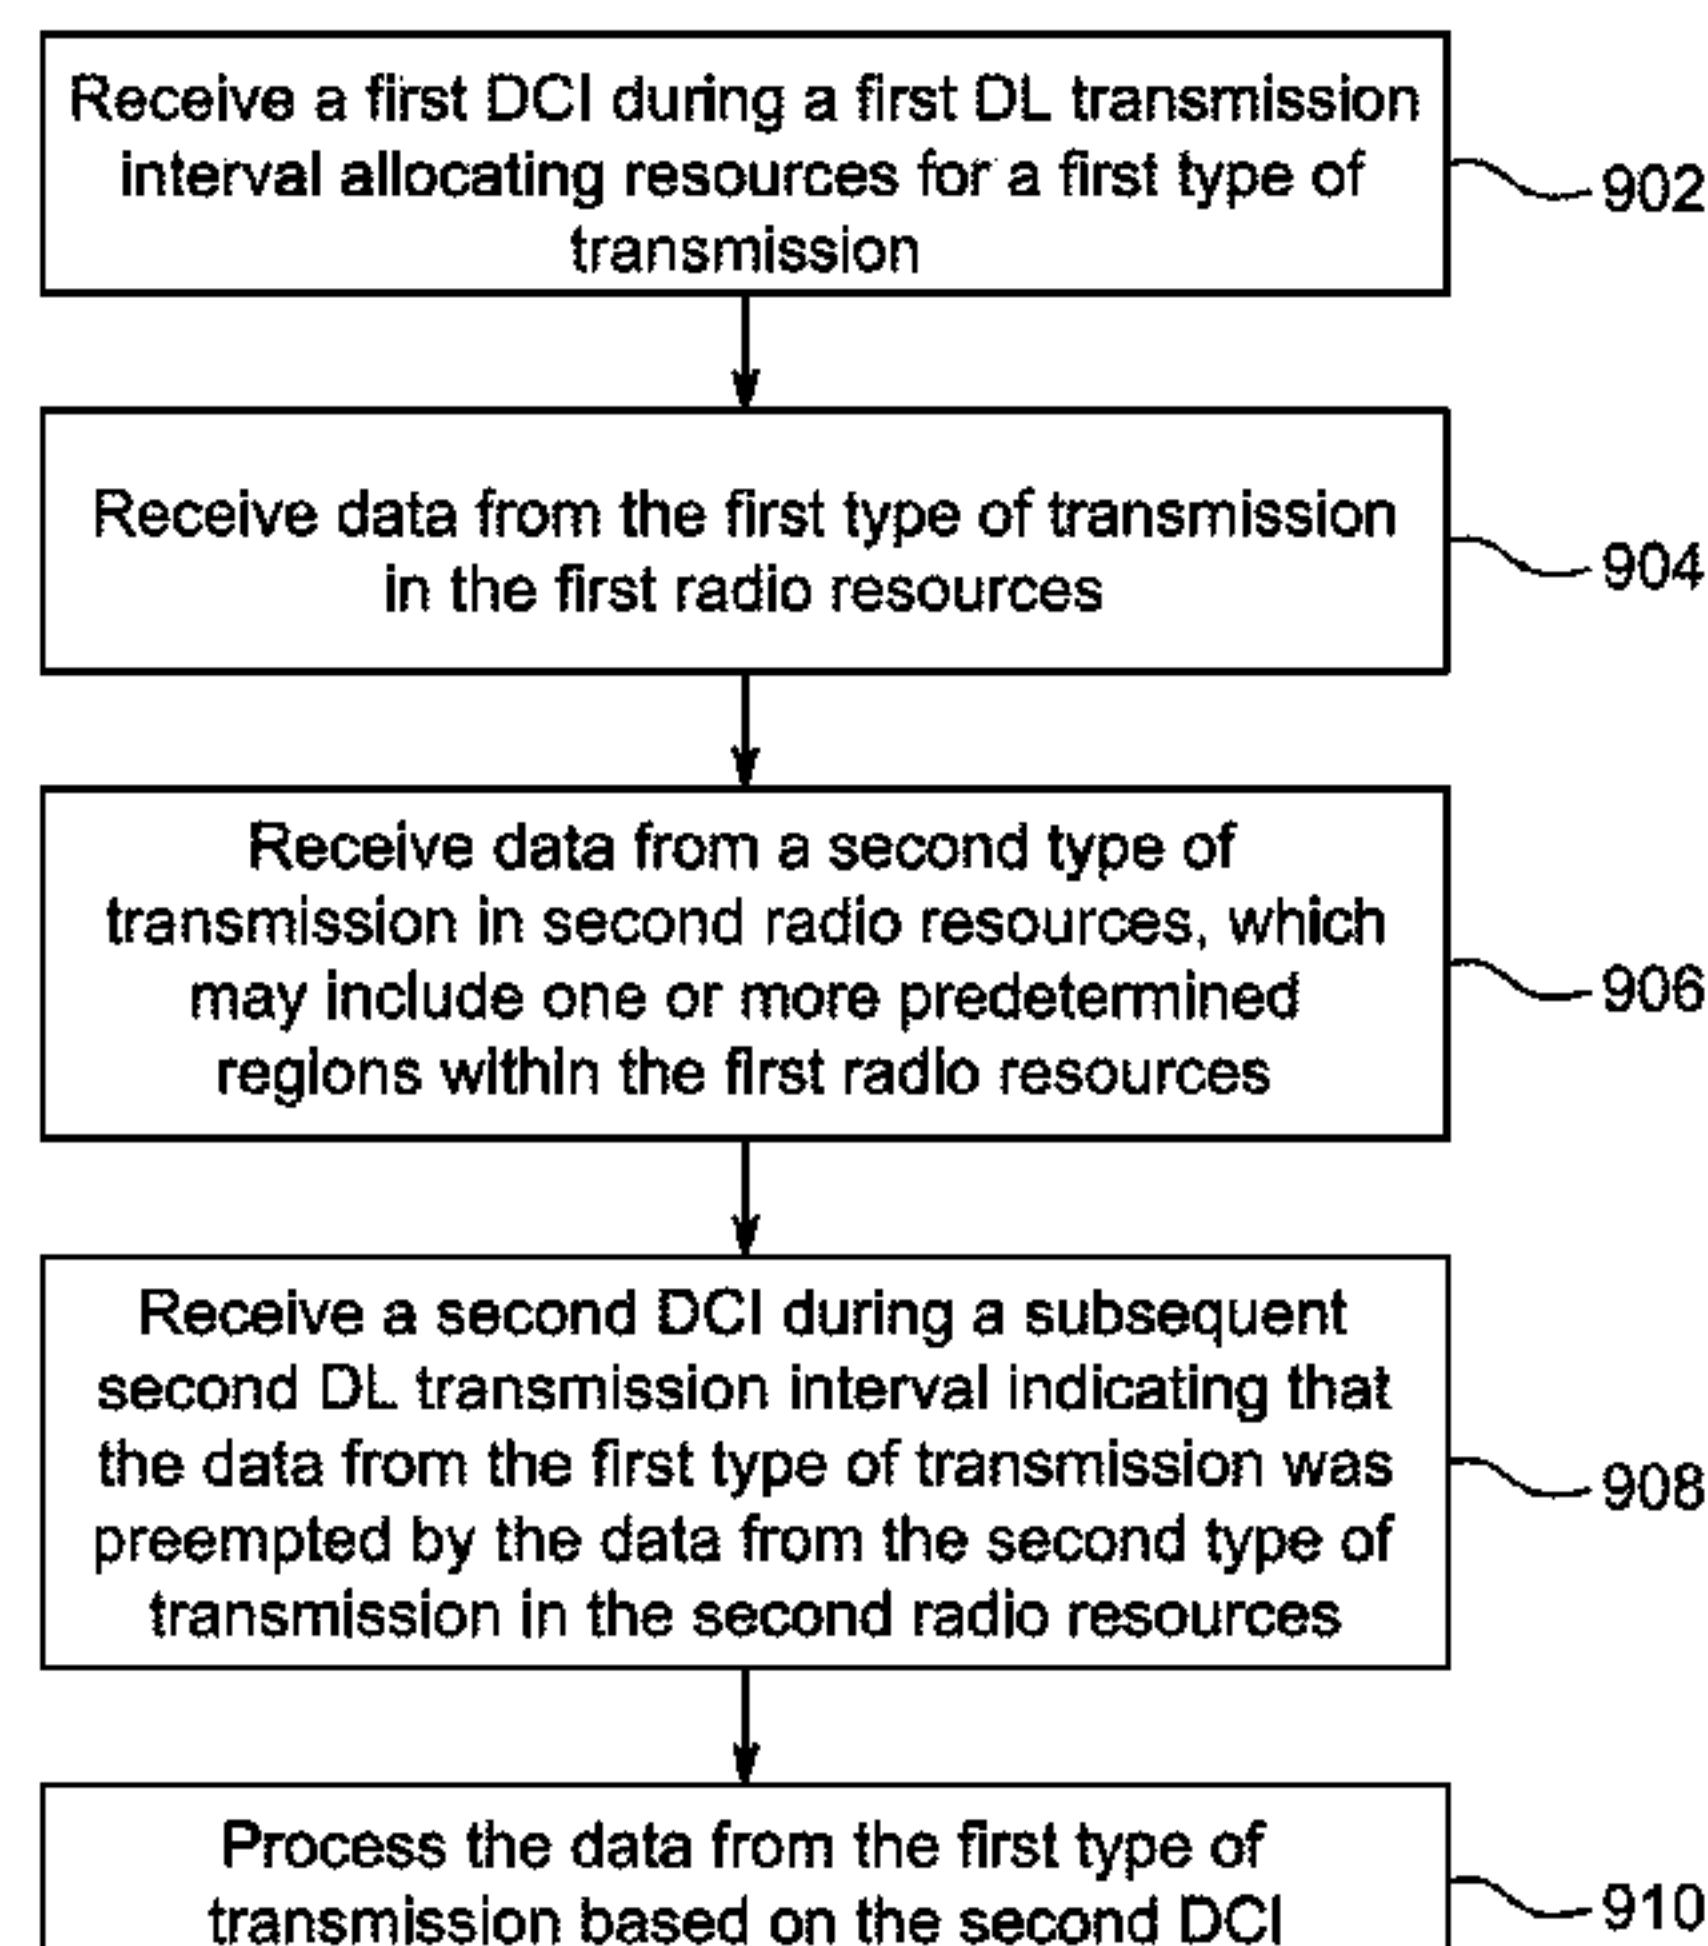 Receive a first DCI during a first DL transmission
interval allocating resources for a first type of
transmission
902
Receive data from the first type of transmission
in the first radio resources
904
Receive data from a second type of
transmission in second radio resources, which
may include one or more predetermined
regions within the first radio resources
906
Receive a second DCI during a subsequent
second DL transmission interval indicating that
the data from the first type of transmission was
preempted by the data from the second type of
transmission in the second radio resources
908
Process the data from the first type of
transmission based on the second DCI
910